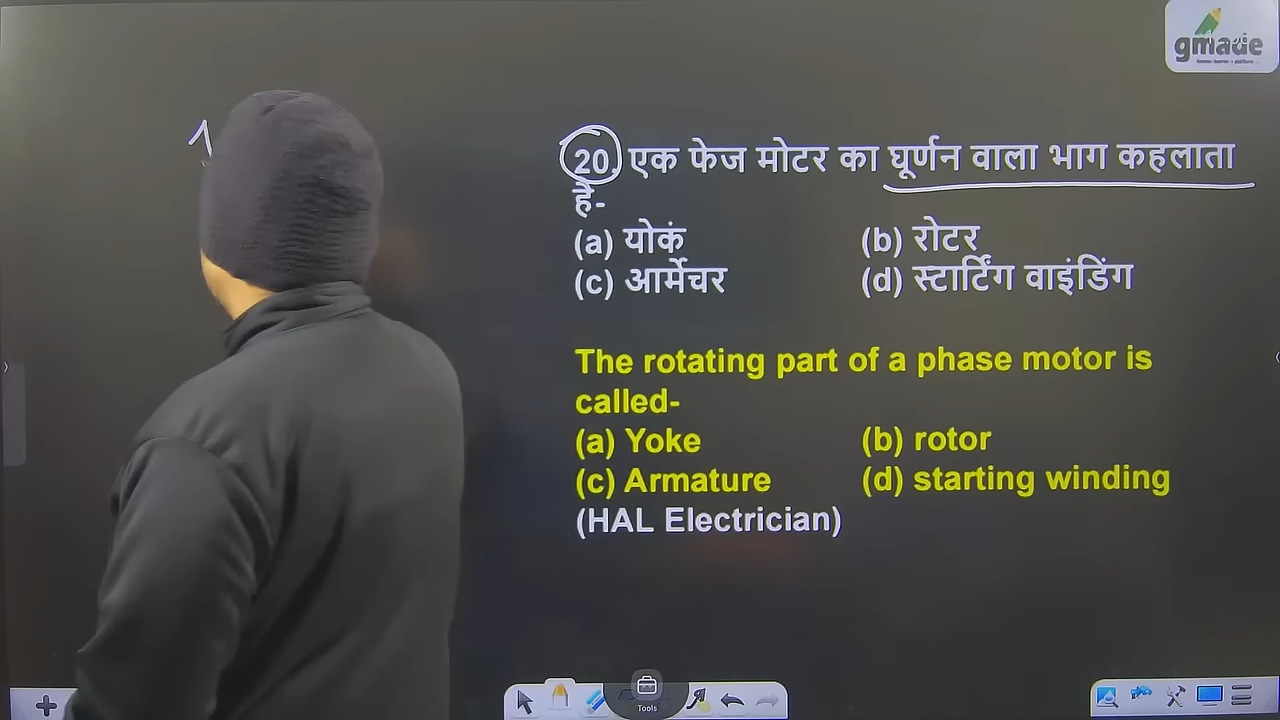 gmade
20. एक फेज मोटर का घूर्णन वाला भाग कहलाता
है-
(a) योकं (b) रोटर
(c) आर्मेचर (d) स्टार्टिंग वाइंडिंग
The rotating part of a phase motor is
called-
(a) Yoke (b) rotor
(c) Armature (d) starting winding
(HAL Electrician)
Tools